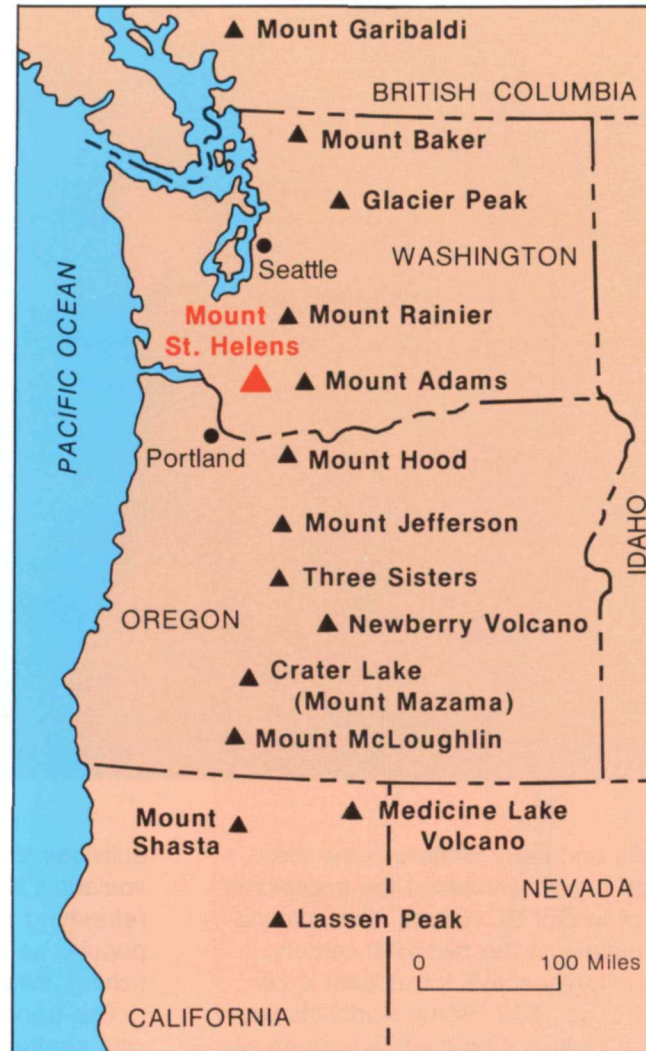 Mount Garibaldi
BRITISH COLUMBIA
Mount Baker
Glacier Peak
Seattle
WASHINGTON
PACIFIC OCEAN
Mount
St. Helens
Mount Rainier
Mount Adams
Portland
Mount Hood
IDAHO
Mount Jefferson
Three Sisters
OREGON
Newberry Volcano
Crater Lake
(Mount Mazama)
Mount McLoughlin
Mount
Shasta
Medicine Lake
Volcano
NEVADA
Lassen Peak
0 100 Miles
CALIFORNIA